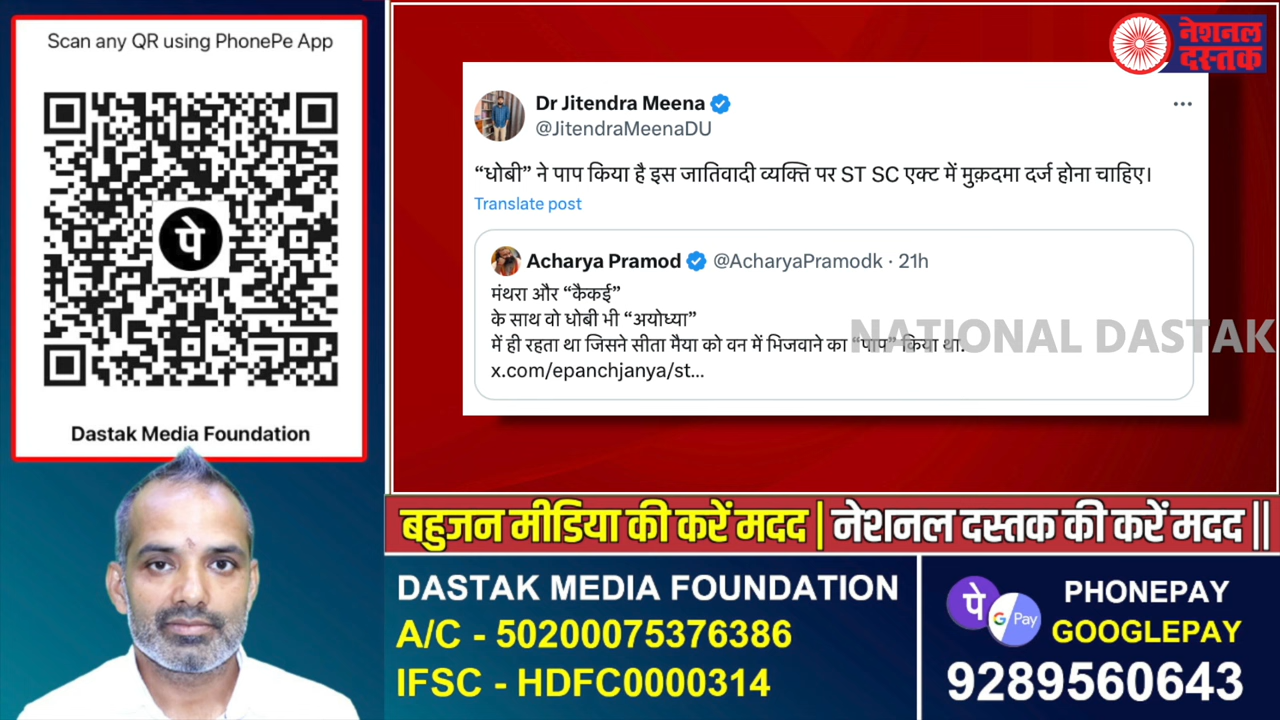 Scan any QR using PhonePe App
पे
Dastak Media Foundation
नेशनल
दस्तक
Dr Jitendra Meena
@JitendraMeenaDU
“धोबी” ने पाप किया है इस जातिवादी व्यक्ति पर ST SC एक्ट में मुक़दमा दर्ज होना चाहिए।
Translate post
Acharya Pramod @AcharyaPramodk · 21h
मंथरा और “कैकई”
के साथ वो धोबी भी “अयोध्या”
में ही रहता था जिसने सीता मैया को वन में भिजवाने का “पाप” किया था.
x.com/epanchjanya/st...
NATIONAL DASTAK
बहुजन मीडिया की करें मदद | नेशनल दस्तक की करें मदद ||
DASTAK MEDIA FOUNDATION
A/C - 50200075376386
IFSC - HDFC0000314
पे
G Pay
PHONEPAY
GOOGLEPAY
9289560643